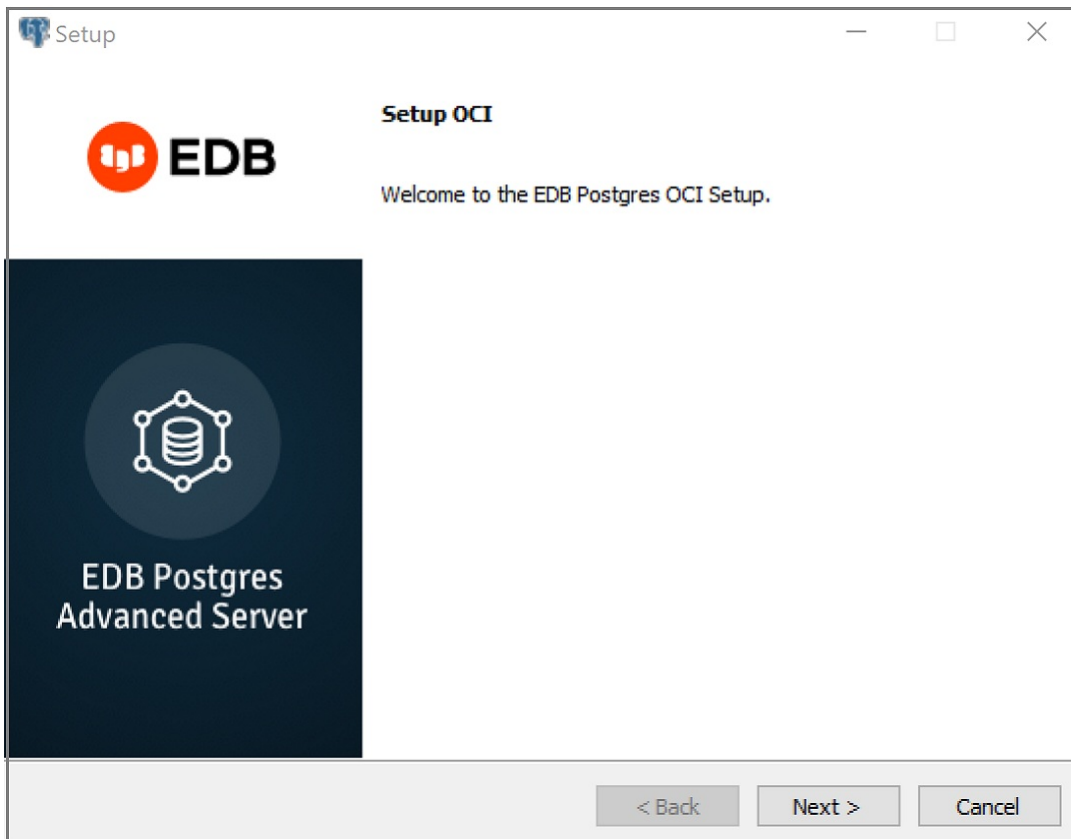 Setup
EDB
Setup OCI
Welcome to the EDB Postgres OCI Setup.
EDB Postgres
Advanced Server
< Back
Next >
Cancel